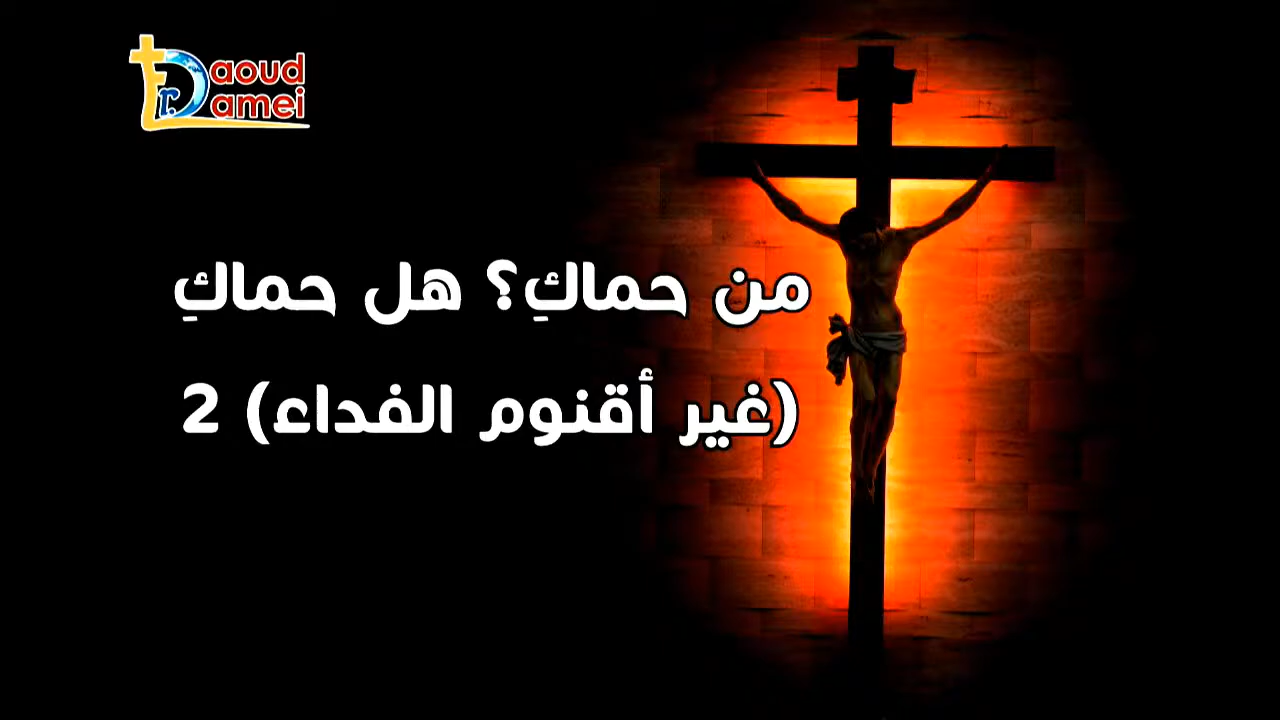 Fr. Daoud
Lamei
من حماكِ؟ هل حماكِ
(غير أقنوم الفداء) 2